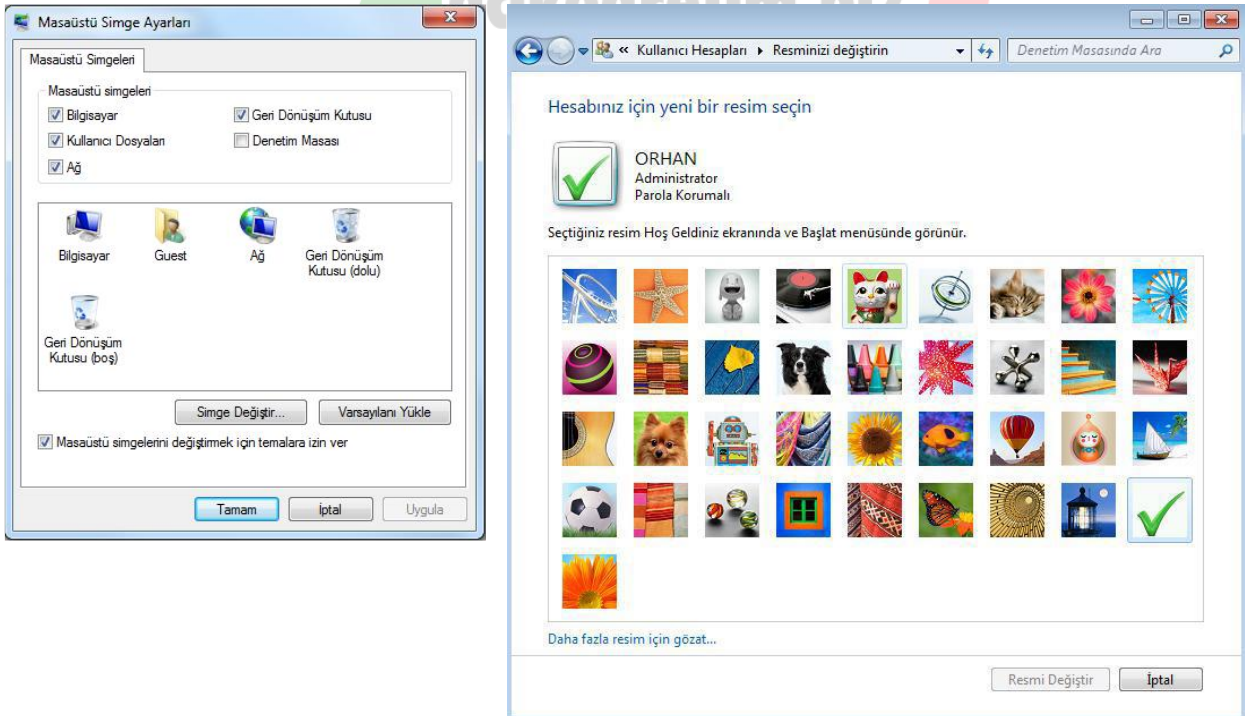 Masaüstü Simge Ayarları
Masaüstü Simgeleri
Masaüstü simgeleri
Bilgisayar
Geri Dönüşüm Kutusu
Kullanıcı Dosyaları
Denetim Masası
Ağ
Bilgisayar
Guest
Ağ
Geri Dönüşüm
Kutusu (dolu)
Geri Dönüşüm
Kutusu (boş)
Simge Değiştir...
Varsayılanı Yükle
Masaüstü simgelerini değiştirmek için temalara izin ver
Tamam
İptal
Uygula
« Kullanıcı Hesapları
Resminizi değiştirin
Denetim Masasında Ara
Hesabınız için yeni bir resim seçin
ORHAN
Administrator
Parola Korumalı
Seçtiğiniz resim Hoş Geldiniz ekranında ve Başlat menüsünde görünür.
Daha fazla resim için gözat...
Resmi Değiştir
İptal